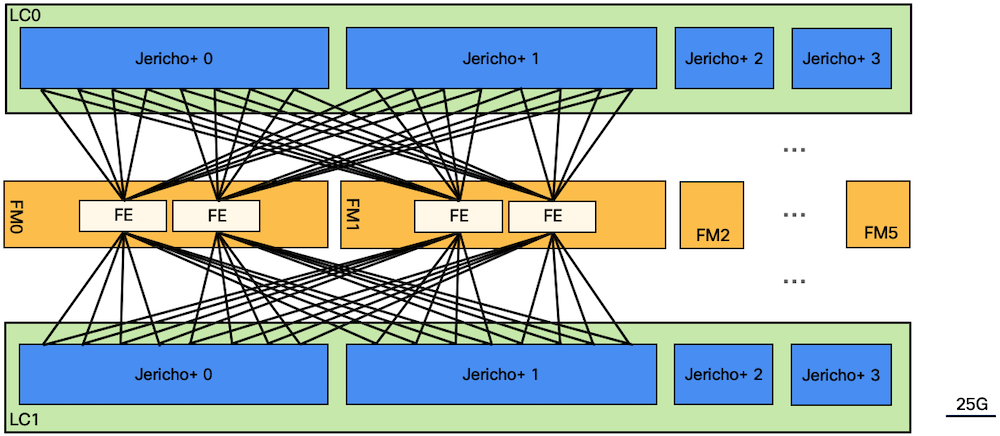 LC0
Jericho+ 0
Jericho+ 1
Jericho+ 2
Jericho+ 3
...
FM0
FE
FE
FM1
FE
FE
FM2
...
FM5
...
Jericho+ 0
Jericho+ 1
Jericho+ 2
Jericho+ 3
LC1
25G